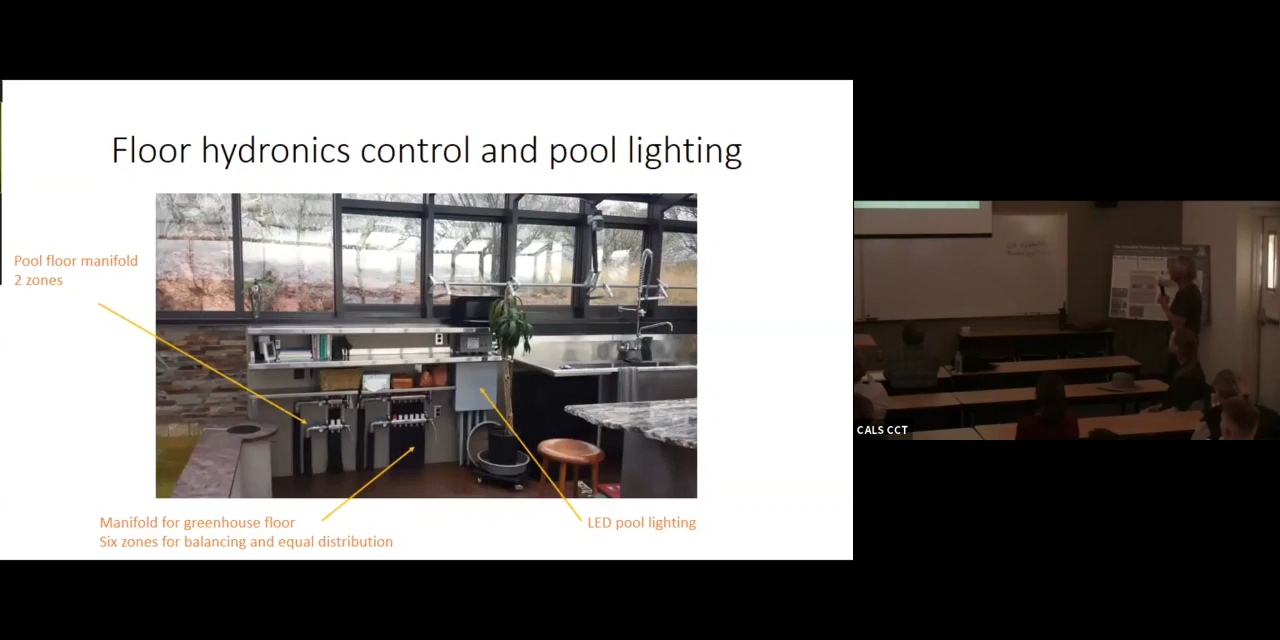 Floor hydronics control and pool lighting
Pool floor manifold
2 zones
Manifold for greenhouse floor
Six zones for balancing and equal distribution
LED pool lighting
CALS CCT